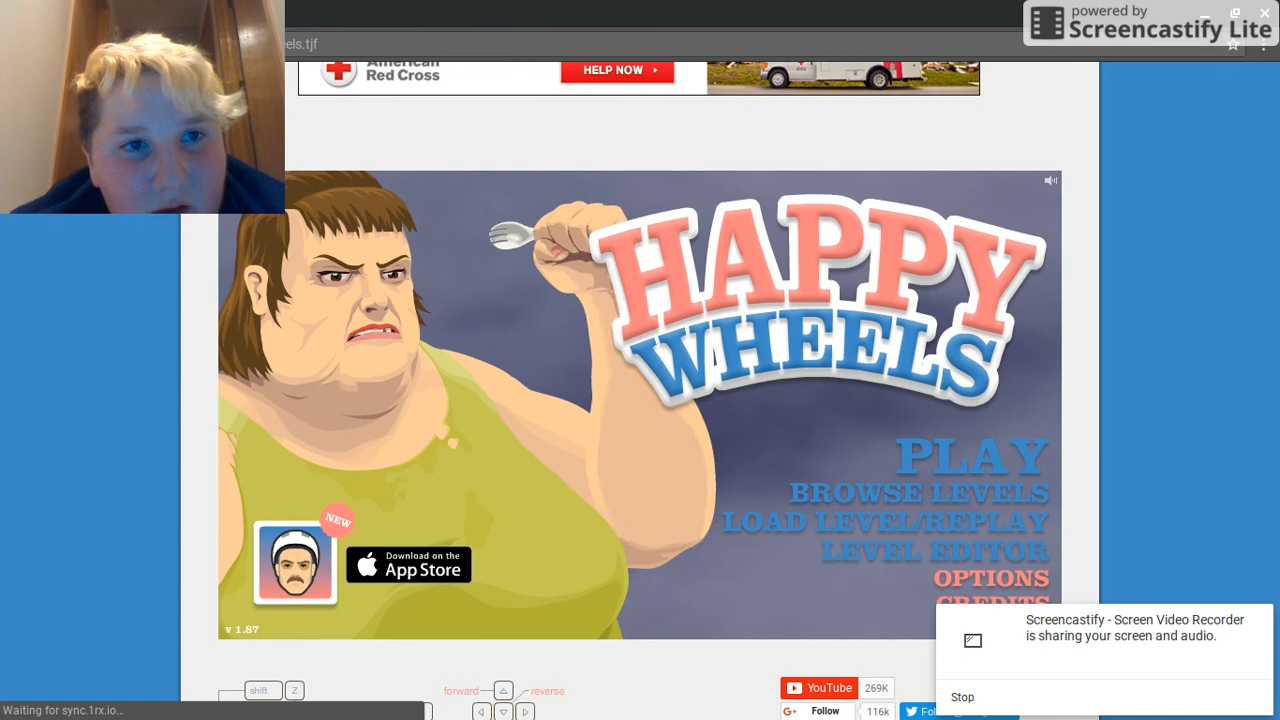 powered by
Screencastify Lite
eels.tjf
American
Red Cross
HELP NOW
HAPPY
WHEELS
PLAY
BROWSE LEVELS
LOAD LEVEL/REPLAY
LEVEL EDITOR
OPTIONS
CREDITS
NEW
Download on the
App Store
v 1.87
Screencastify - Screen Video Recorder
is sharing your screen and audio.
Stop
shift
Z
forward
reverse
YouTube
269K
Follow
116k
Waiting for sync.1rx.io...